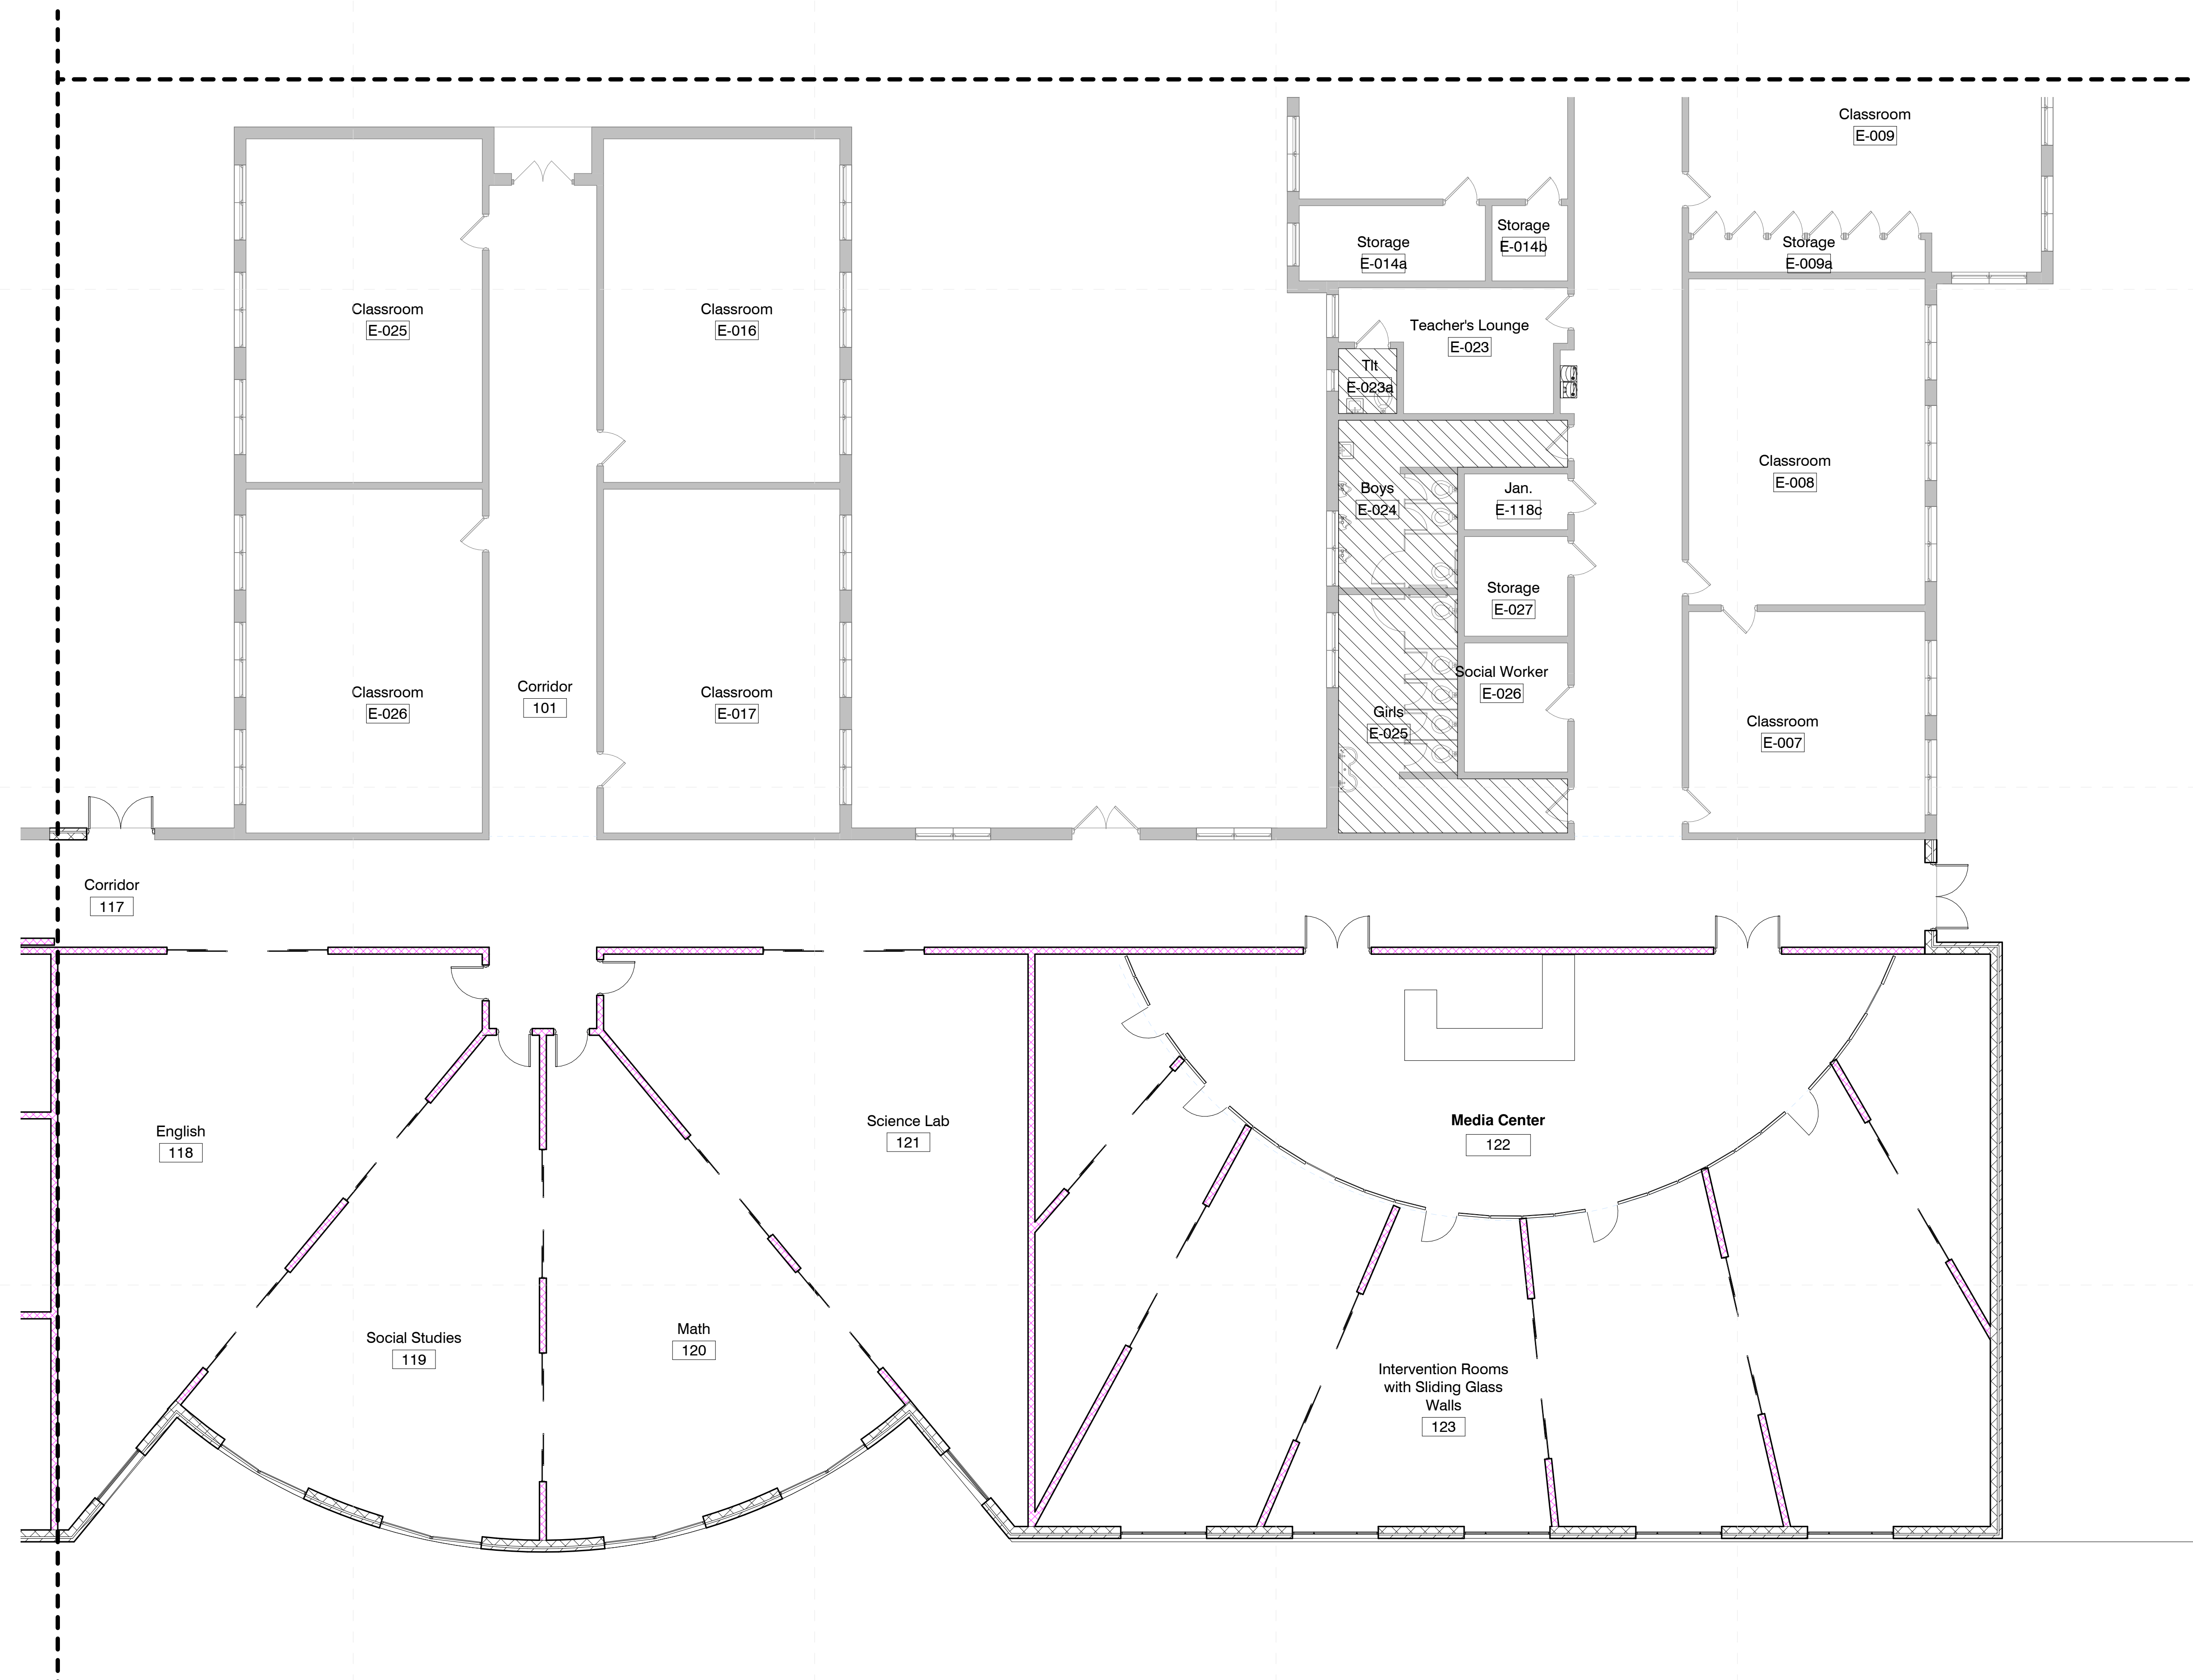 Classroom
E-009
Storage
E-014a
Storage
E-014b
Storage
E-009a
Classroom
E-025
Classroom
E-016
Teacher's Lounge
E-023
Tlt
E-023a
Classroom
E-008
Boys
E-024
Jan.
E-118c
Storage
E-027
Social Worker
E-026
Girls
E-025
Classroom
E-026
Corridor
101
Classroom
E-017
Classroom
E-007
Corridor
117
English
118
Science Lab
121
Media Center
122
Social Studies
119
Math
120
Intervention Rooms
with Sliding Glass
Walls
123